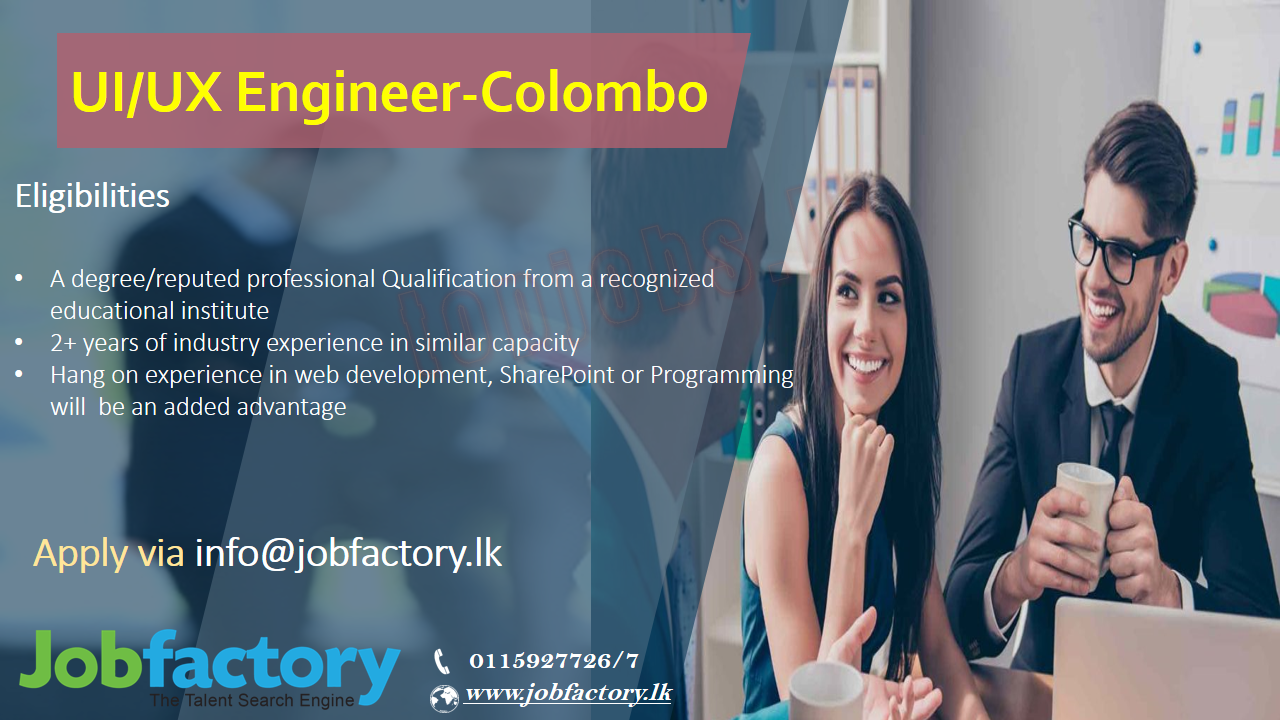 UI/UX Engineer-Colombo
Eligibilities
• A degree/reputed professional Qualification from a recognized
educational institute
• 2+ years of industry experience in similar capacity
• Hang on experience in web development, SharePoint or Programming
will  be an added advantage
Apply via info@jobfactory.lk
Jobfactory
The Talent Search Engine
0115927726/7
www.jobfactory.lk